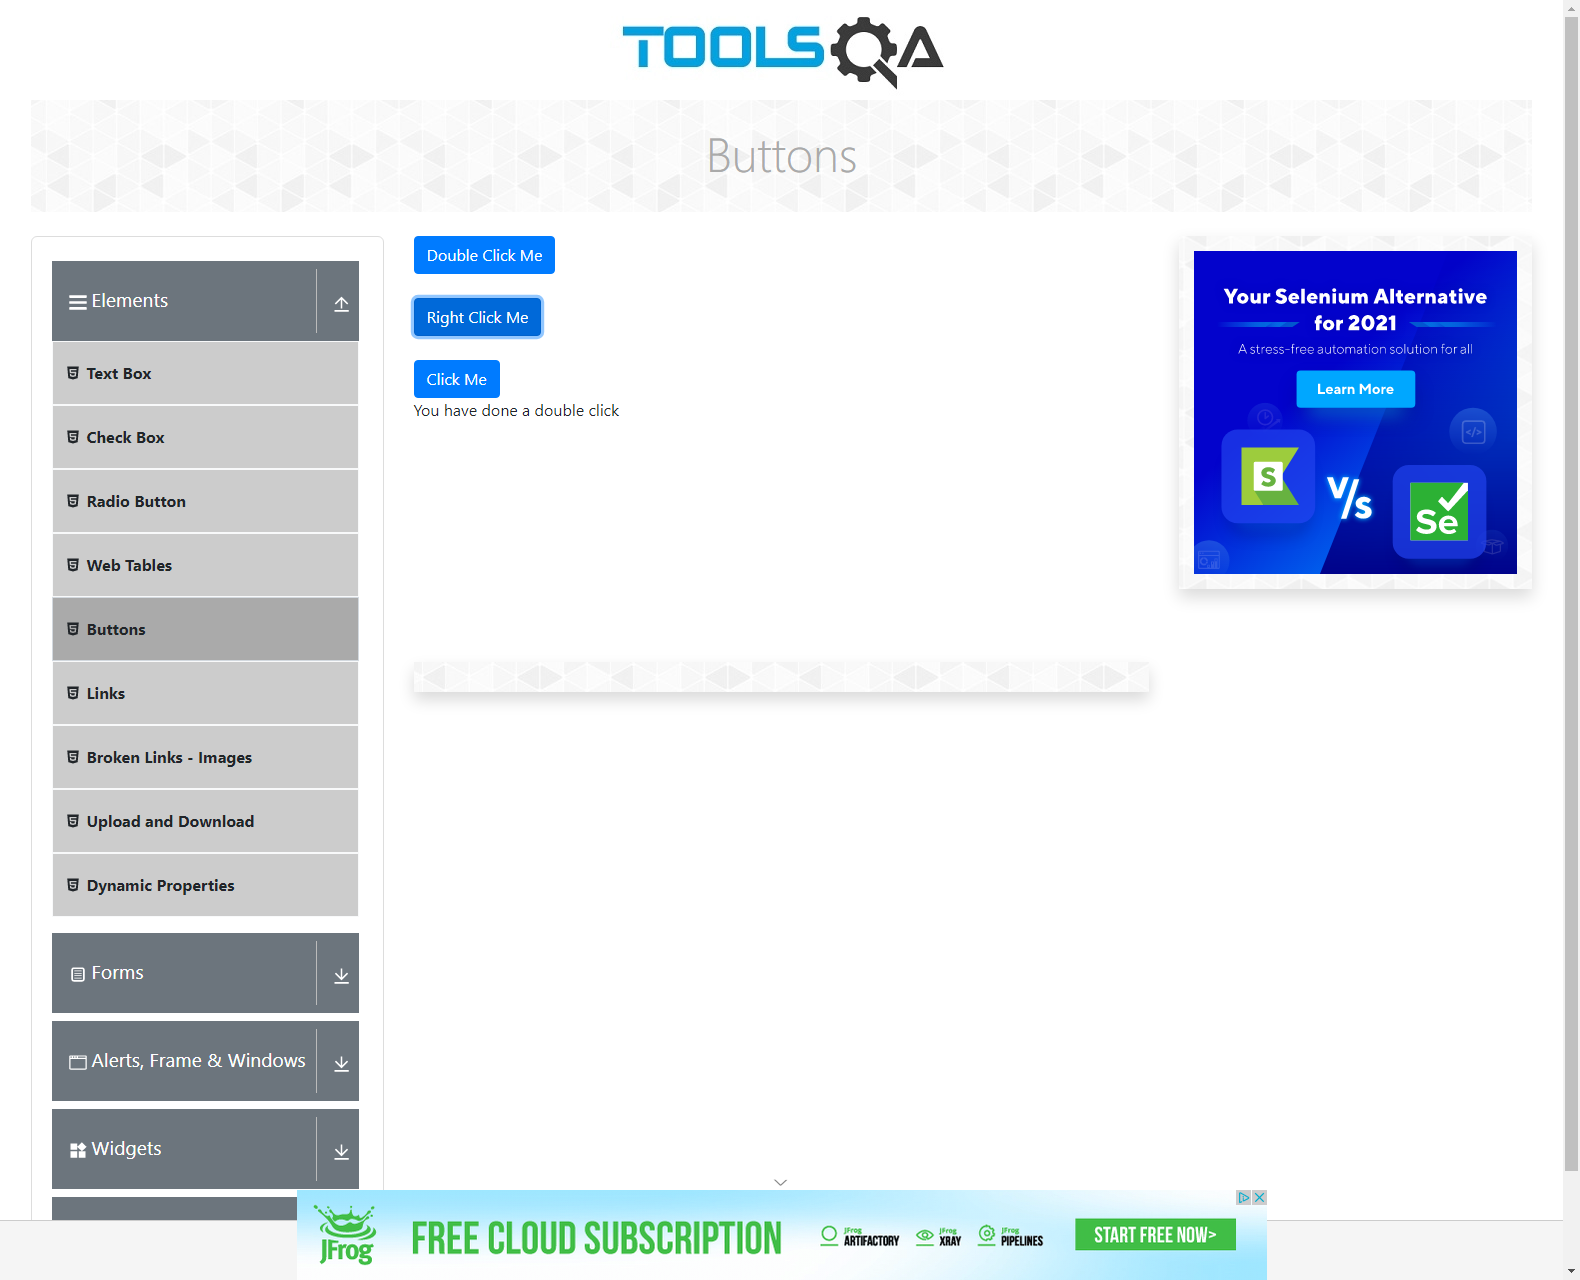 TOOLSQA
Buttons
Elements
Text Box
Check Box
Radio Button
Web Tables
Buttons
Links
Broken Links - Images
Upload and Download
Dynamic Properties
Forms
Alerts, Frame & Windows
Widgets
Double Click Me
Right Click Me
Click Me
You have done a double click
Your Selenium Alternative
for 2021
A stress-free automation solution for all
Learn More
S
V/s
Se
JFrog
FREE CLOUD SUBSCRIPTION
JFrog
ARTIFACTORY
JFrog
XRAY
JFrog
PIPELINES
START FREE NOW>